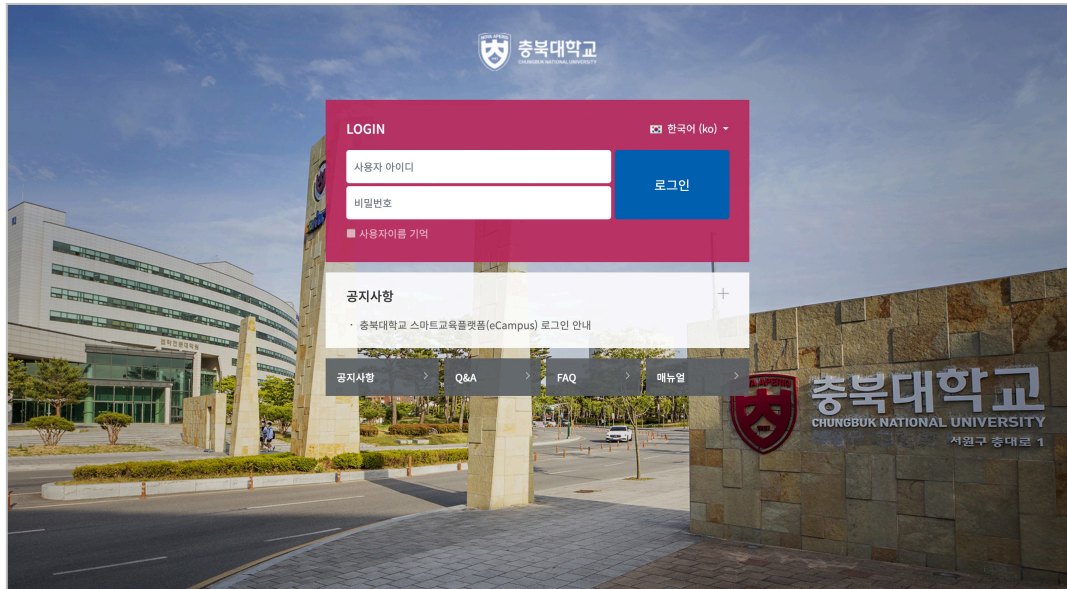 충북대학교
CHUNGBUK NATIONAL UNIVERSITY
LOGIN
한국어 (ko)
사용자 아이디
비밀번호
로그인
사용자이름 기억
공지사항
· 충북대학교 스마트교육플랫폼(eCampus) 로그인 안내
공지사항
Q&A
FAQ
매뉴얼
충북대학교
CHUNGBUK NATIONAL UNIVERSITY
서원구 충대로 1